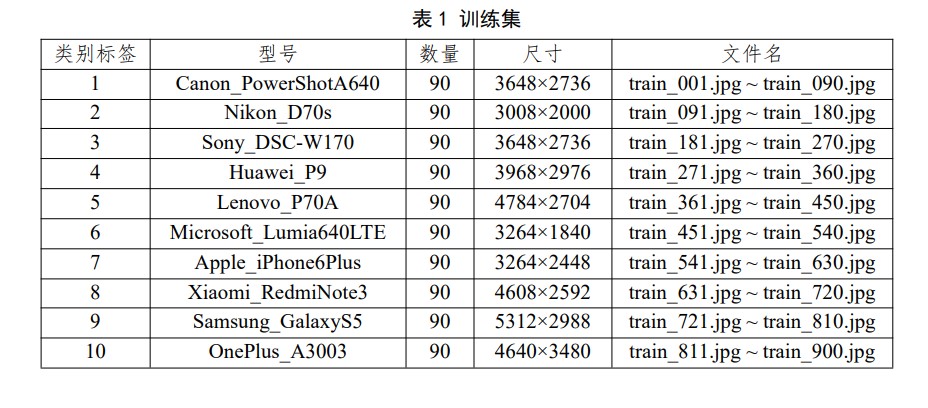 表 1 训练集
类别标签 型号 数量 尺寸 文件名
1 Canon_PowerShotA640 90 3648×2736 train_001.jpg ~ train_090.jpg
2 Nikon_D70s 90 3008×2000 train_091.jpg ~ train_180.jpg
3 Sony_DSC-W170 90 3648×2736 train_181.jpg ~ train_270.jpg
4 Huawei_P9 90 3968×2976 train_271.jpg ~ train_360.jpg
5 Lenovo_P70A 90 4784×2704 train_361.jpg ~ train_450.jpg
6 Microsoft_Lumia640LTE 90 3264×1840 train_451.jpg ~ train_540.jpg
7 Apple_iPhone6Plus 90 3264×2448 train_541.jpg ~ train_630.jpg
8 Xiaomi_RedmiNote3 90 4608×2592 train_631.jpg ~ train_720.jpg
9 Samsung_GalaxyS5 90 5312×2988 train_721.jpg ~ train_810.jpg
10 OnePlus_A3003 90 4640×3480 train_811.jpg ~ train_900.jpg